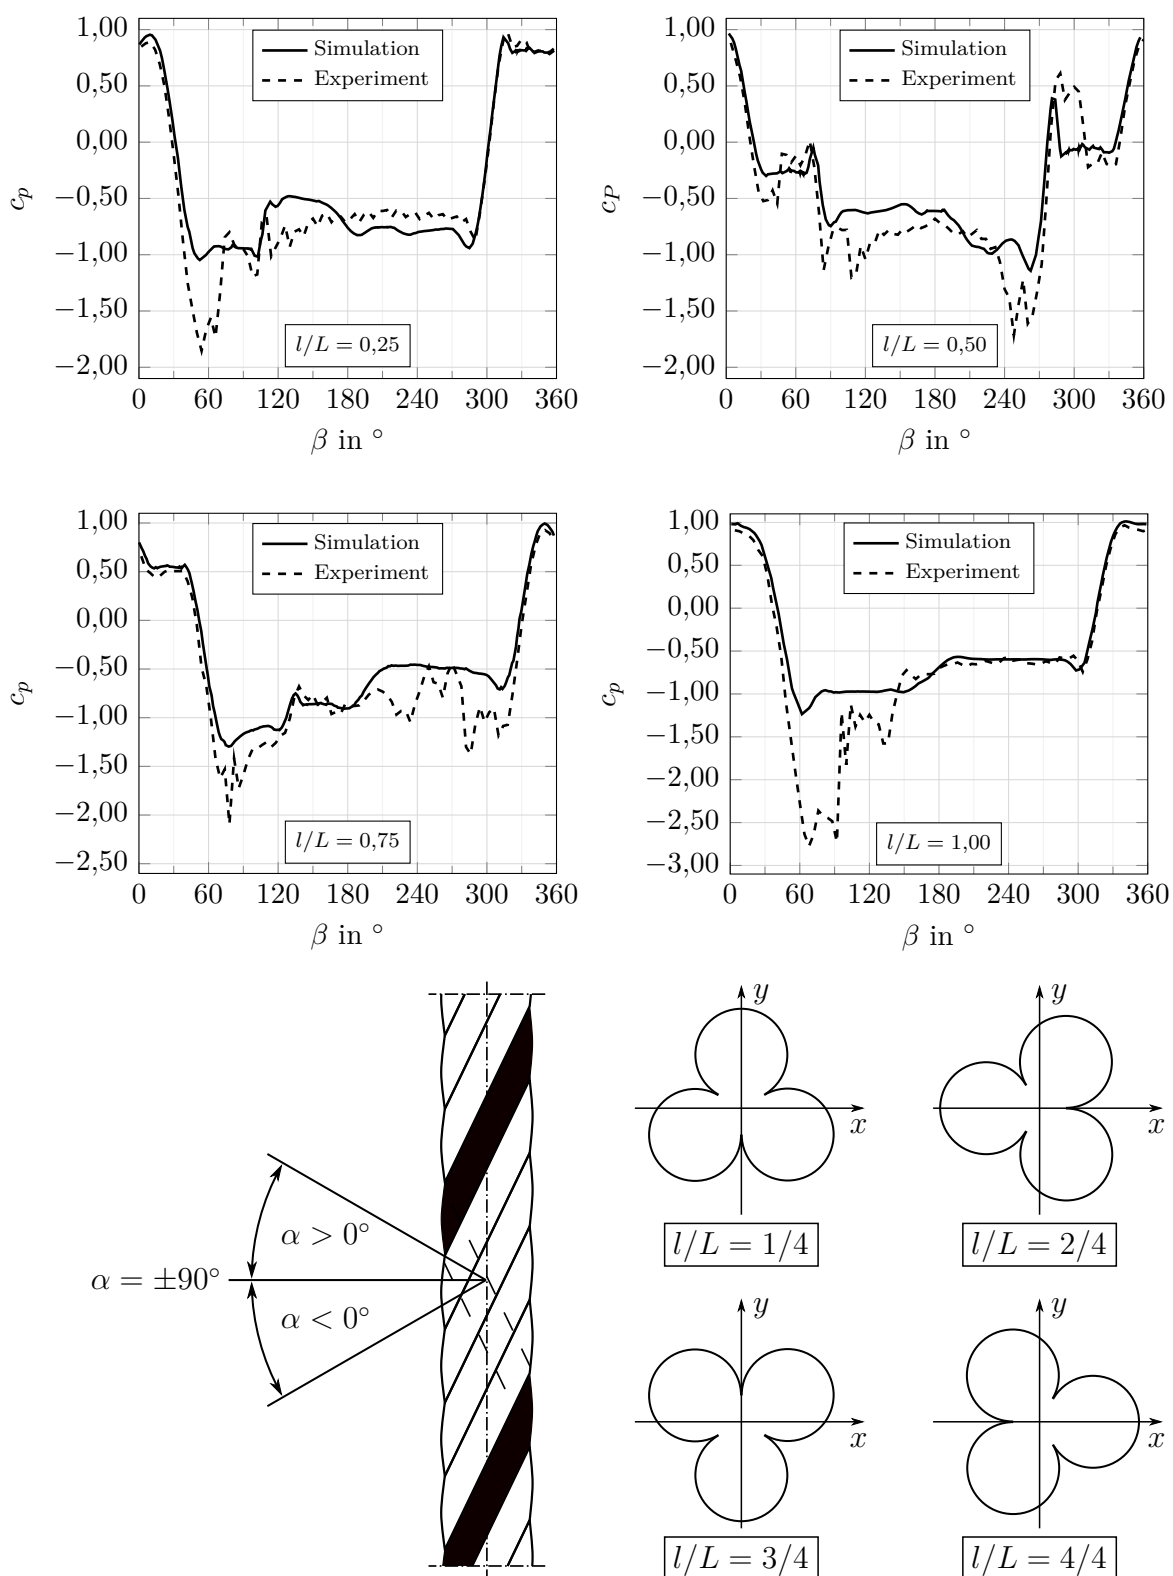 1,00
0,50
0,00
−0,50
−1,00
−1,50
−2,00
c_p
Simulation
Experiment
l/L = 0,25
0 60 120 180 240 300 360
β in °
1,00
0,50
0,00
−0,50
−1,00
−1,50
−2,00
c_P
Simulation
Experiment
l/L = 0,50
0 60 120 180 240 300 360
β in °
1,00
0,50
0,00
−0,50
−1,00
−1,50
−2,00
−2,50
c_p
Simulation
Experiment
l/L = 0,75
0 60 120 180 240 300 360
β in °
1,00
0,50
0,00
−0,50
−1,00
−1,50
−2,00
−2,50
−3,00
c_p
Simulation
Experiment
l/L = 1,00
0 60 120 180 240 300 360
β in °
α > 0°
α = ±90°
α < 0°
y
x
l/L = 1/4
y
x
l/L = 2/4
y
x
l/L = 3/4
y
x
l/L = 4/4